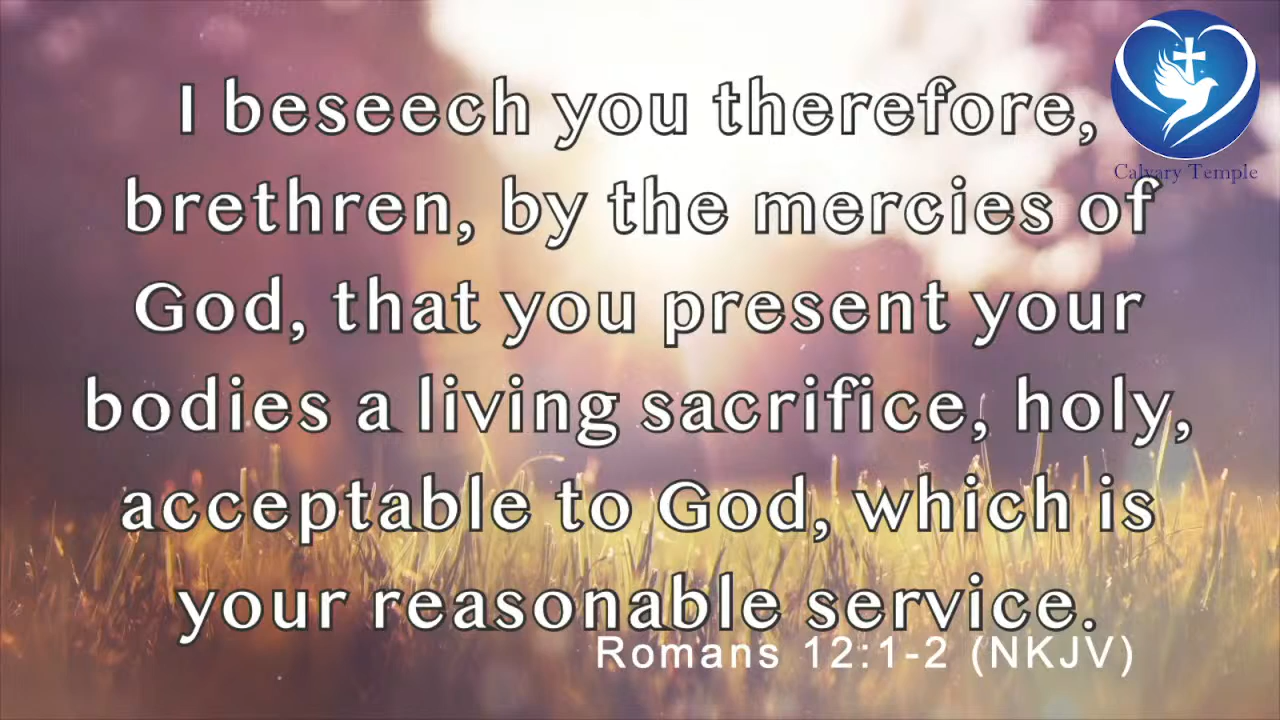 I beseech you therefore,
brethren, by the mercies of
God, that you present your
bodies a living sacrifice, holy,
acceptable to God, which is
your reasonable service.
Romans 12:1-2 (NKJV)
Calvary Temple